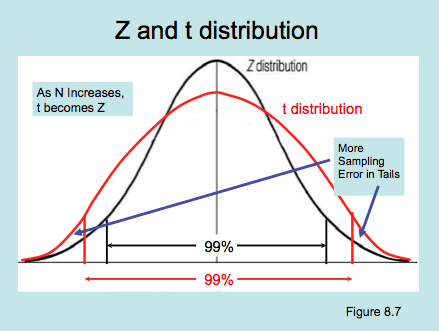 Z and t distribution
Z distribution
As N Increases,
t becomes Z
t distribution
More
Sampling
Error in Tails
99%
99%
Figure 8.7